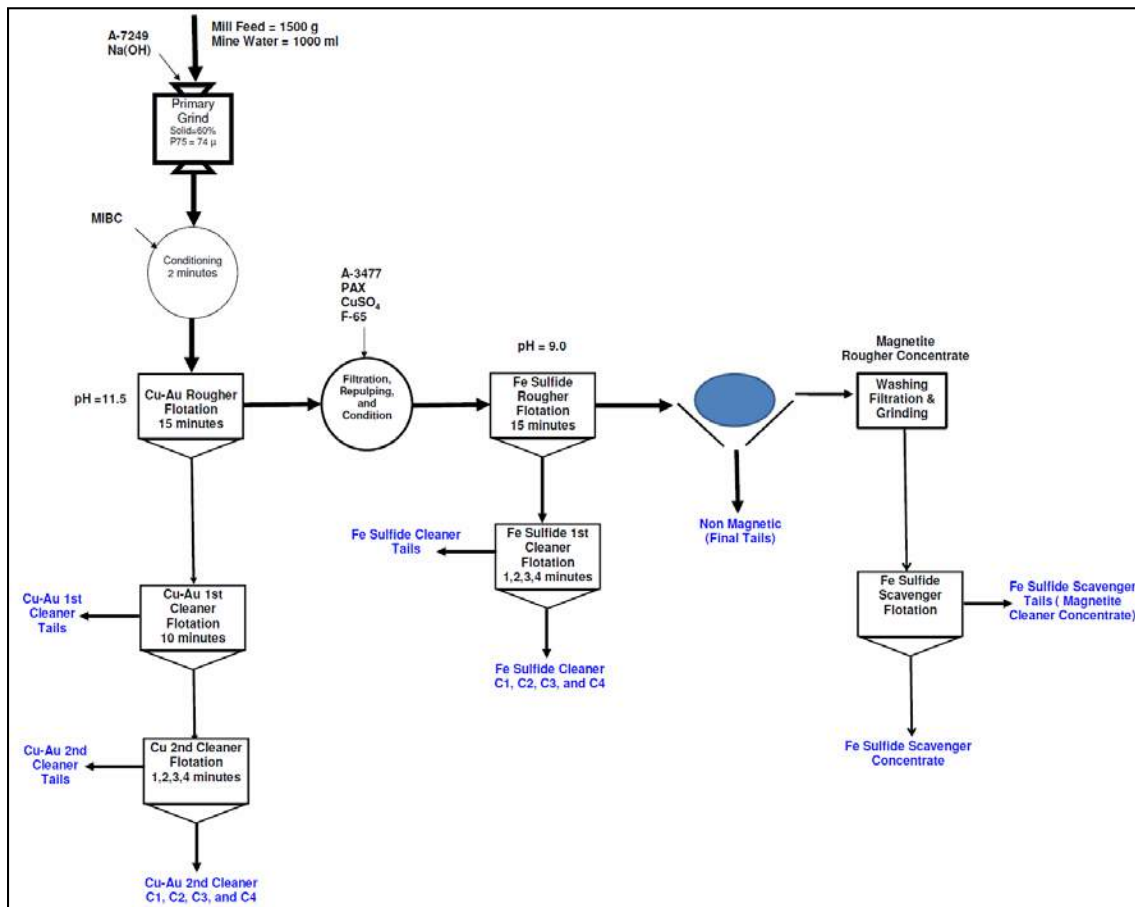 Mill Feed = 1500 g
Mine Water = 1000 ml
A-7249
Na(OH)
Primary
Grind
Solid=60%
P75 = 74 µ
MIBC
Conditioning
2 minutes
A-3477
PAX
CuSO4
F-65
pH =11.5
Cu-Au Rougher
Flotation
15 minutes
Filtration,
Repulping,
and
Condition
pH = 9.0
Fe Sulfide
Rougher
Flotation
15 minutes
Magnetite
Rougher Concentrate
Washing
Filtration &
Grinding
Non Magnetic
(Final Tails)
Fe Sulfide Cleaner
Tails
Fe Sulfide 1st
Cleaner
Flotation
1,2,3,4 minutes
Fe Sulfide Cleaner
C1, C2, C3, and C4
Fe Sulfide
Scavenger
Flotation
Fe Sulfide Scavenger
Tails ( Magnetite
Cleaner Concentrate)
Fe Sulfide Scavenger
Concentrate
Cu-Au 1st
Cleaner
Tails
Cu-Au 1st
Cleaner
Flotation
10 minutes
Cu-Au 2nd
Cleaner
Tails
Cu 2nd Cleaner
Flotation
1,2,3,4 minutes
Cu-Au 2nd Cleaner
C1, C2, C3, and C4